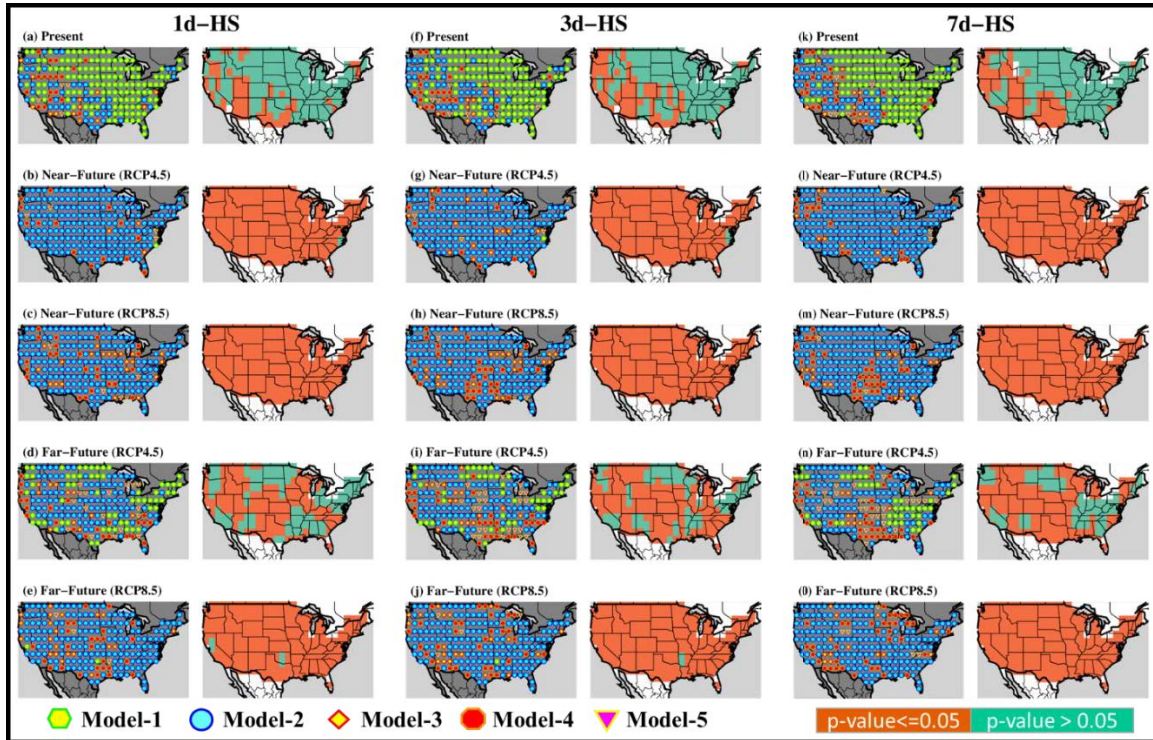 1d-HS 3d-HS 7d-HS
(a) Present (f) Present (k) Present
(b) Near-Future (RCP4.5) (g) Near-Future (RCP4.5) (l) Near-Future (RCP4.5)
(c) Near-Future (RCP8.5) (h) Near-Future (RCP8.5) (m) Near-Future (RCP8.5)
(d) Far-Future (RCP4.5) (i) Far-Future (RCP4.5) (n) Far-Future (RCP4.5)
(e) Far-Future (RCP8.5) (j) Far-Future (RCP8.5) (0) Far-Future (RCP8.5)
Model-1 Model-2 Model-3 Model-4 Model-5 p-value<=0.05 p-value > 0.05